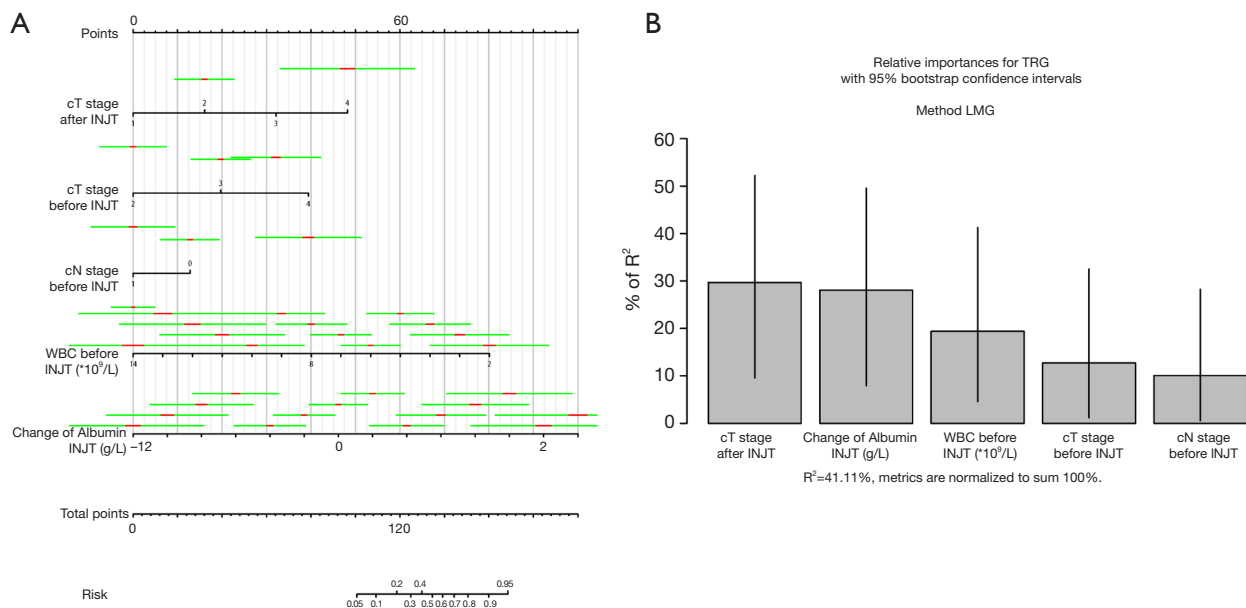 A
Points
0 60
2 4
cT stage
after INJT
1 3
3
cT stage
before INJT
2 4
0
cN stage
before INJT
1
WBC before
INJT (*10⁹/L)
14 8 2
Change of Albumin
INJT (g/L)
−12 0 2
Total points
0 120
Risk
0.2 0.4 0.95
0.05 0.1 0.3 0.5 0.6 0.7 0.8 0.9
B
Relative importances for TRG
with 95% bootstrap confidence intervals
Method LMG
% of R²
60
50
40
30
20
10
0
cT stage
after INJT
Change of Albumin
INJT (g/L)
WBC before
INJT (*10⁹/L)
cT stage
before INJT
cN stage
before INJT
R²=41.11%, metrics are normalized to sum 100%.